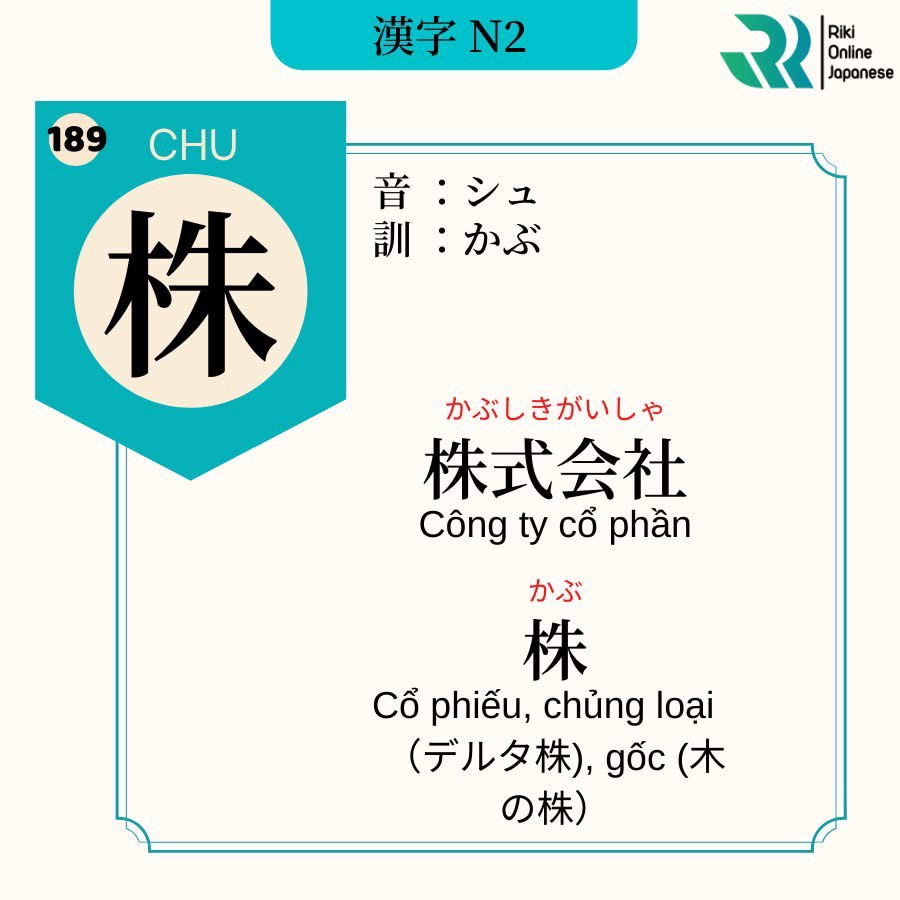 漢字 N2
Riki
Online
Japanese
189
CHU
株
音 ：シュ
訓 ：かぶ
かぶしきがいしゃ
株式会社
Công ty cổ phần
かぶ
株
Cổ phiếu, chủng loại
（デルタ株), gốc (木
の株）